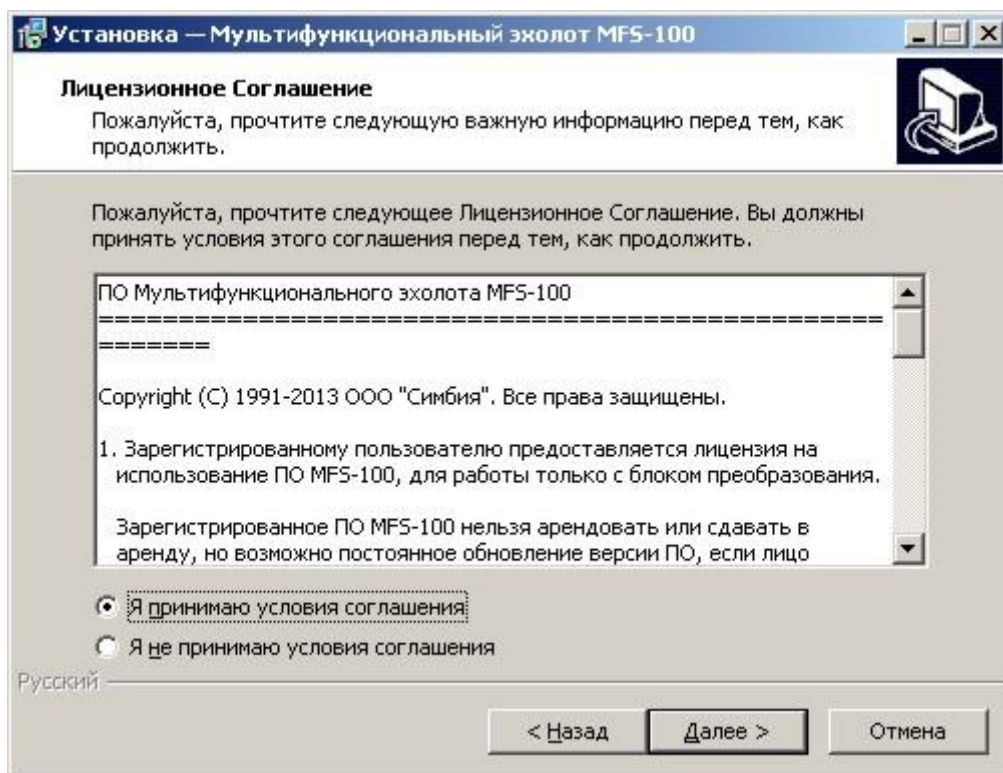 Установка — Мультифункциональный эхолот MFS-100
Лицензионное Соглашение
Пожалуйста, прочтите следующую важную информацию перед тем, как
продолжить.
Пожалуйста, прочтите следующее Лицензионное Соглашение. Вы должны
принять условия этого соглашения перед тем, как продолжить.
ПО Мультифункционального эхолота MFS-100
=================================================
=======
Copyright (C) 1991-2013 ООО "Симбия". Все права защищены.
1. Зарегистрированному пользователю предоставляется лицензия на
использование ПО MFS-100, для работы только с блоком преобразования.
Зарегистрированное ПО MFS-100 нельзя арендовать или сдавать в
аренду, но возможно постоянное обновление версии ПО, если лицо
Я принимаю условия соглашения
Я не принимаю условия соглашения
Русский
< Назад Далее > Отмена